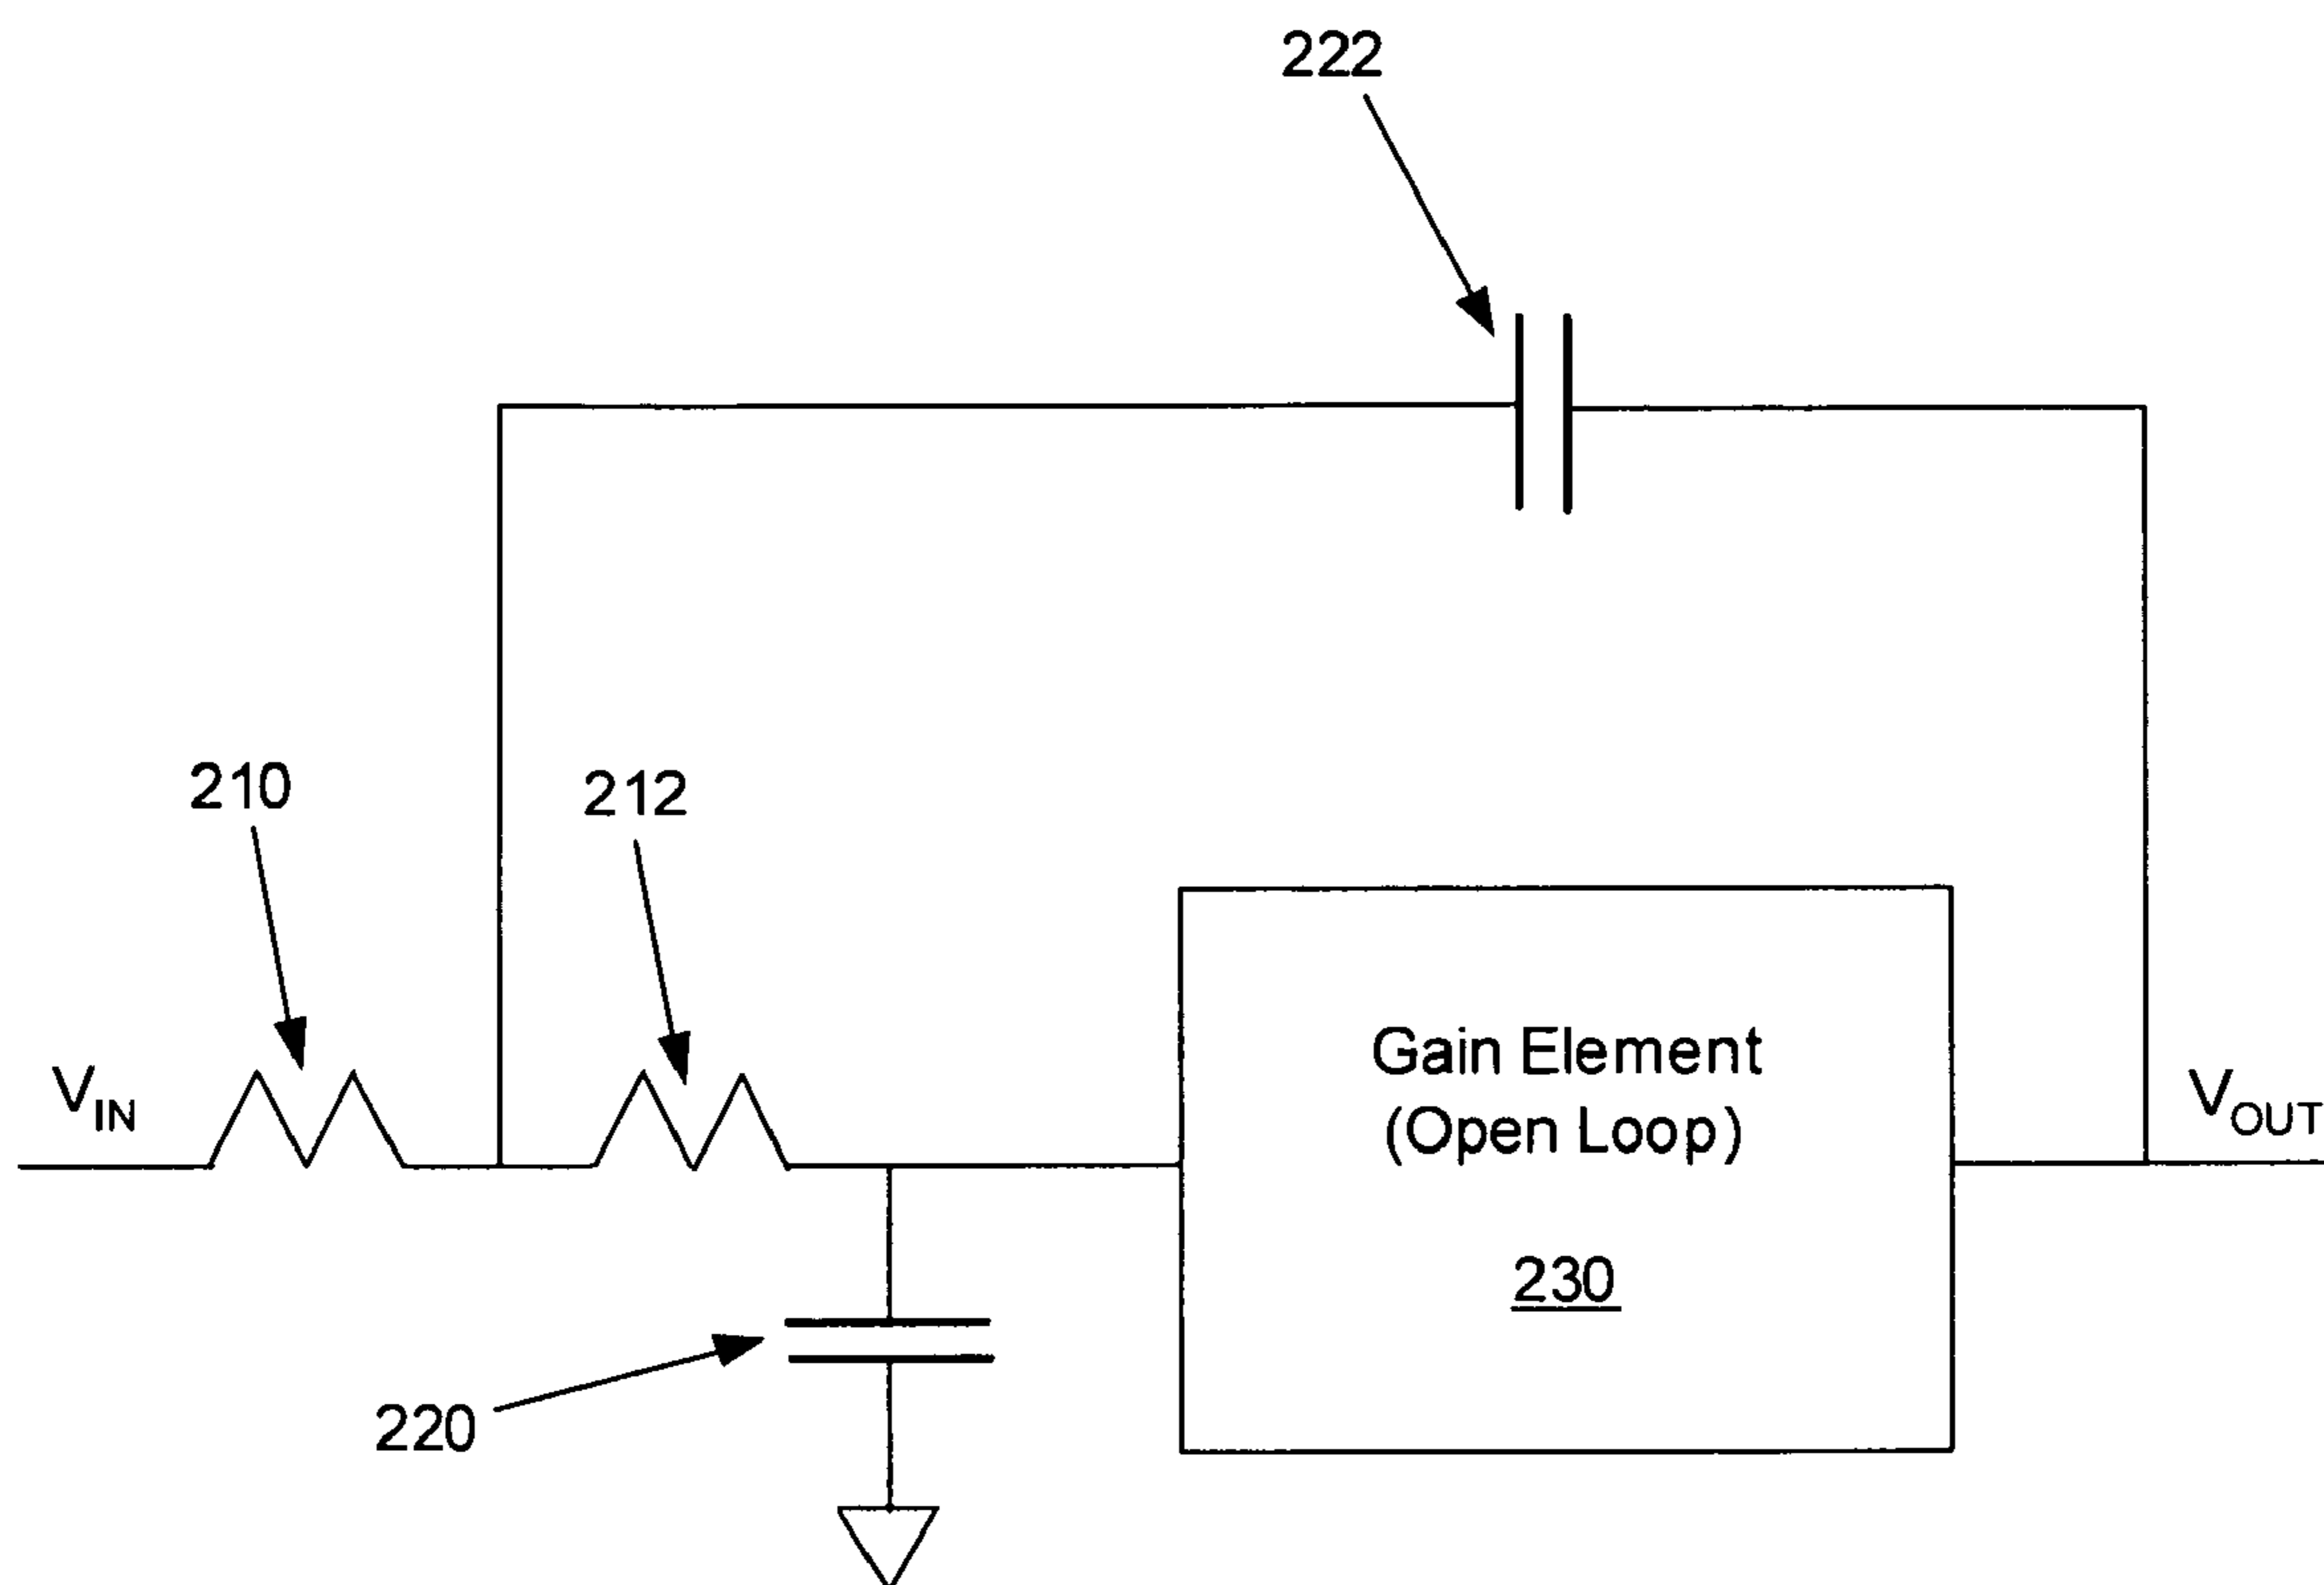 222
210
212
V_IN
Gain Element
(Open Loop)
V_OUT
230
220